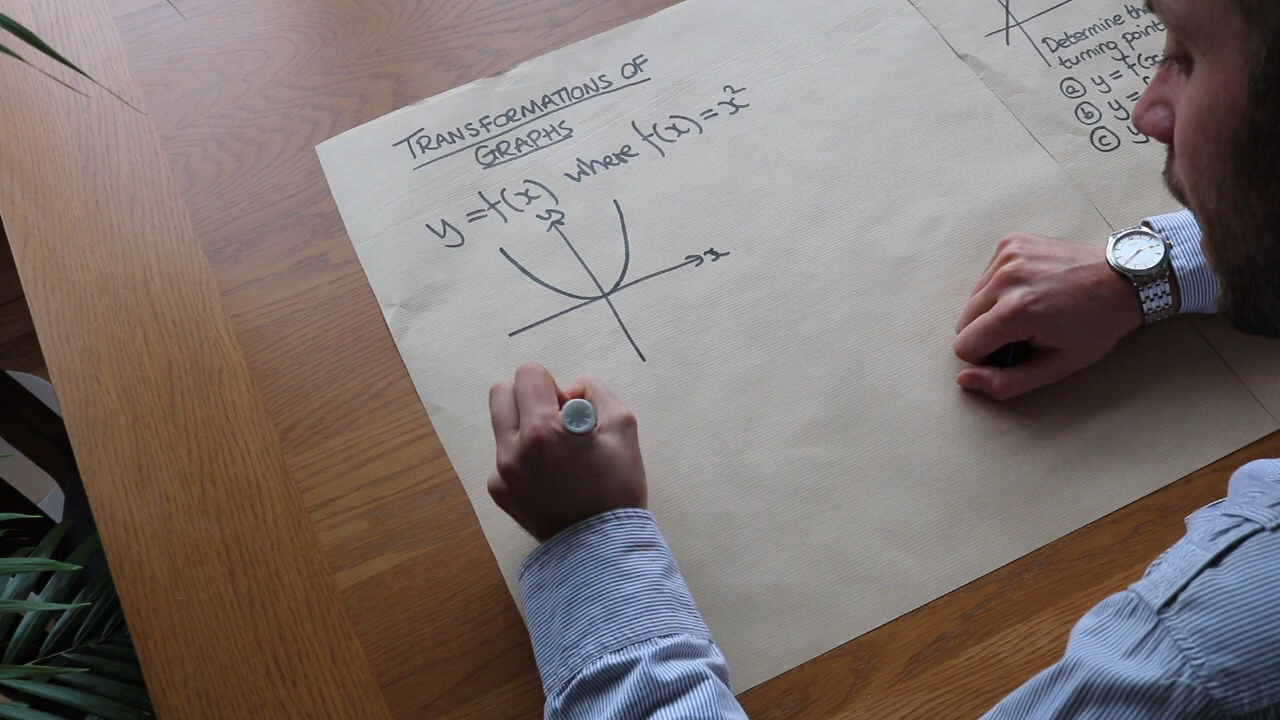 TRANSFORMATIONS OF
GRAPHS
y = f(x) where f(x) = x²
y
x
Determine the
turning point
ⓐ y = f(x
ⓑ y =
ⓒ y